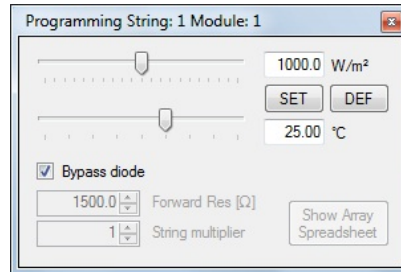 Programming String: 1 Module: 1
1000.0 W/m²
SET DEF
25.00 °C
Bypass diode
1500.0 Forward Res [Ω]
1 String multiplier
Show Array
Spreadsheet